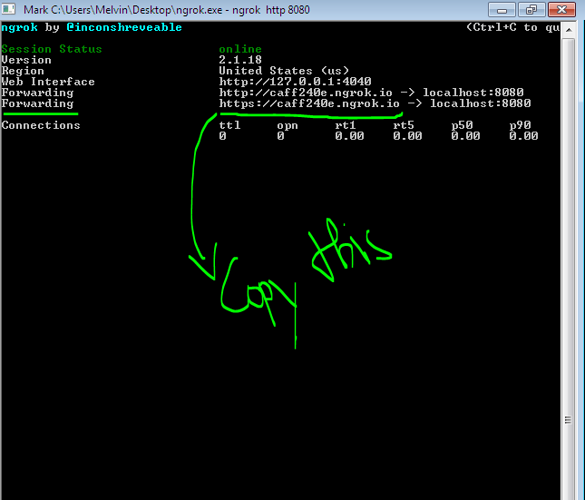 Mark C:\Users\Melvin\Desktop\ngrok.exe - ngrok http 8080
ngrok by @inconshreveable (Ctrl+C to qu
Session Status online
Version 2.1.18
Region United States (us)
Web Interface http://127.0.0.1:4040
Forwarding http://caff240e.ngrok.io -> localhost:8080
Forwarding https://caff240e.ngrok.io -> localhost:8080
Connections ttl opn rt1 rt5 p50 p90
0 0 0.00 0.00 0.00 0.00
Copy this